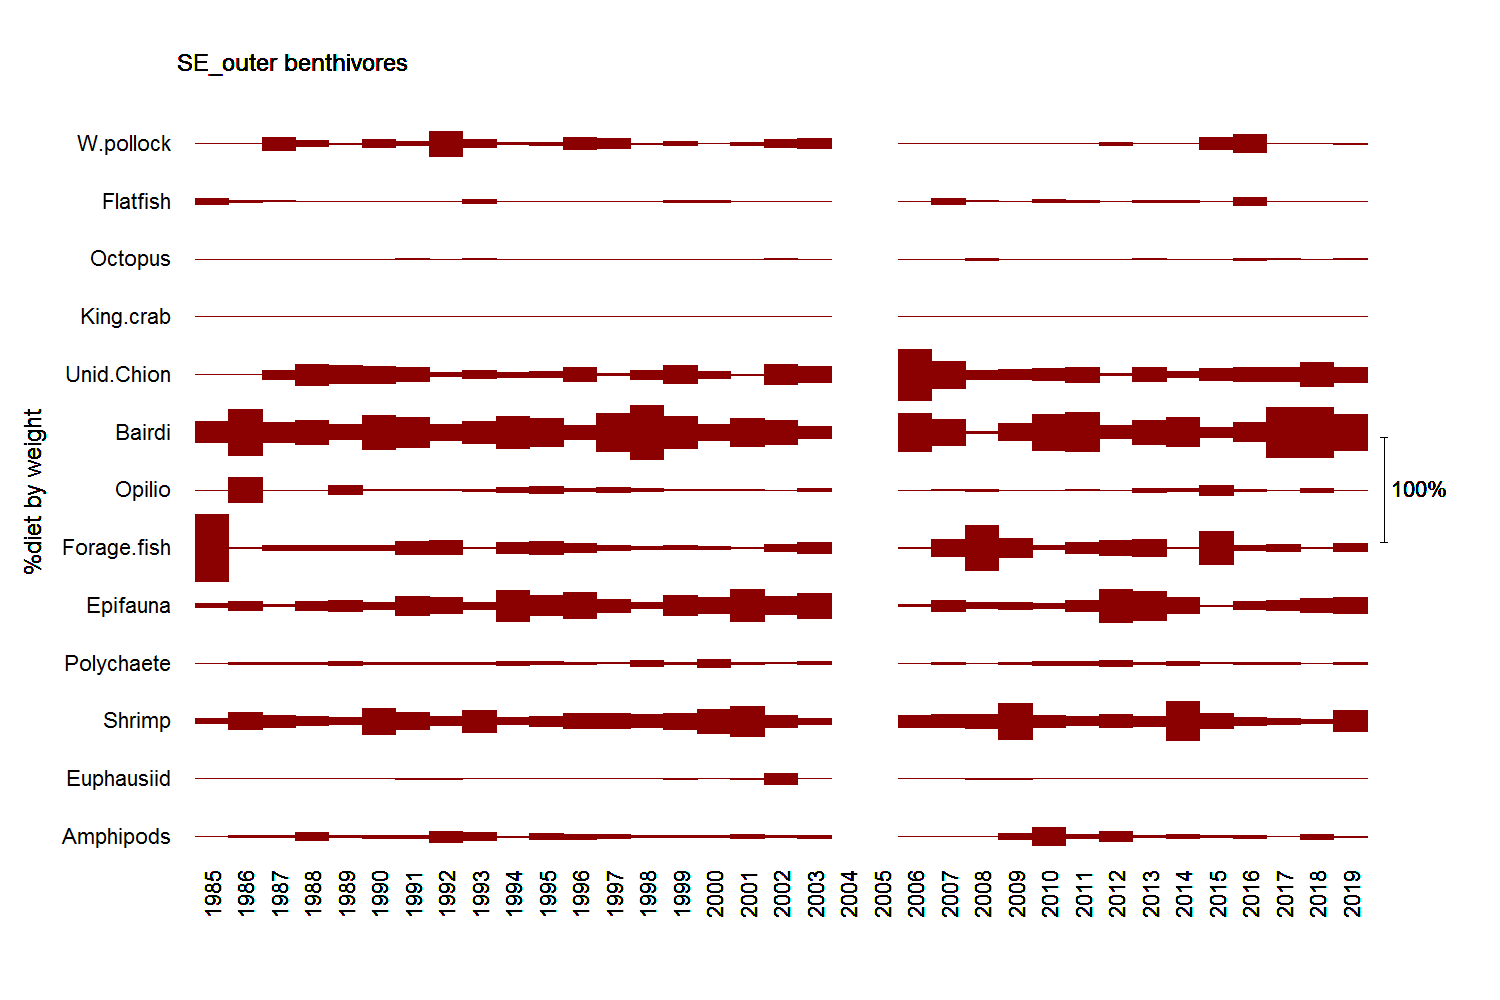 SE_outer benthivores
W.pollock
Flatfish
Octopus
King.crab
Unid.Chion
Bairdi
Opilio
Forage.fish
Epifauna
Polychaete
Shrimp
Euphausiid
Amphipods
%diet by weight
100%
1985
1986
1987
1988
1989
1990
1991
1992
1993
1994
1995
1996
1997
1998
1999
2000
2001
2002
2003
2004
2005
2006
2007
2008
2009
2010
2011
2012
2013
2014
2015
2016
2017
2018
2019